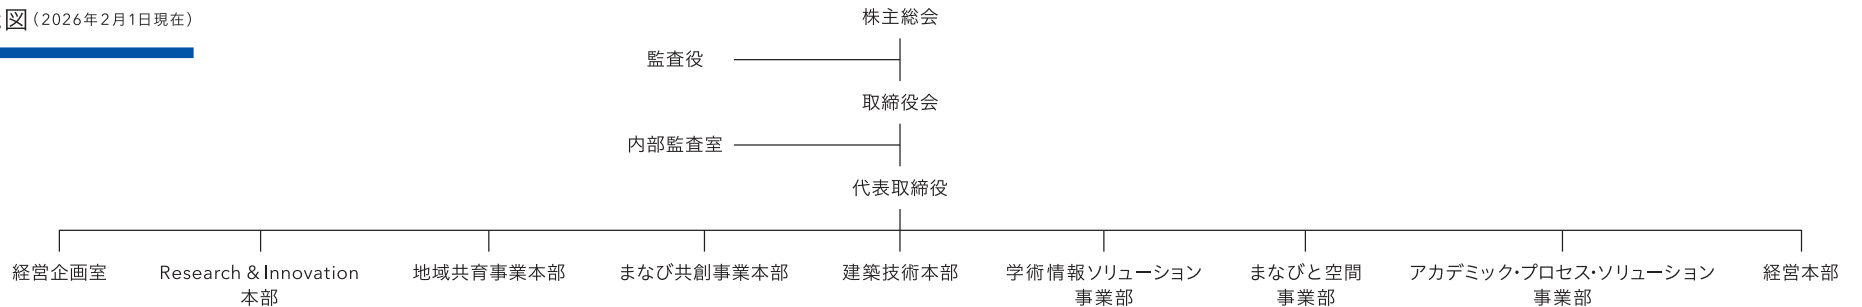 図(2026年2月1日現在)
株主総会
監査役
取締役会
内部監査室
代表取締役
経営企画室
Research & Innovation
本部
地域共育事業本部
まなび共創事業本部
建築技術本部
学術情報ソリューション
事業部
まなびと空間
事業部
アカデミック・プロセス・ソリューション
事業部
経営本部